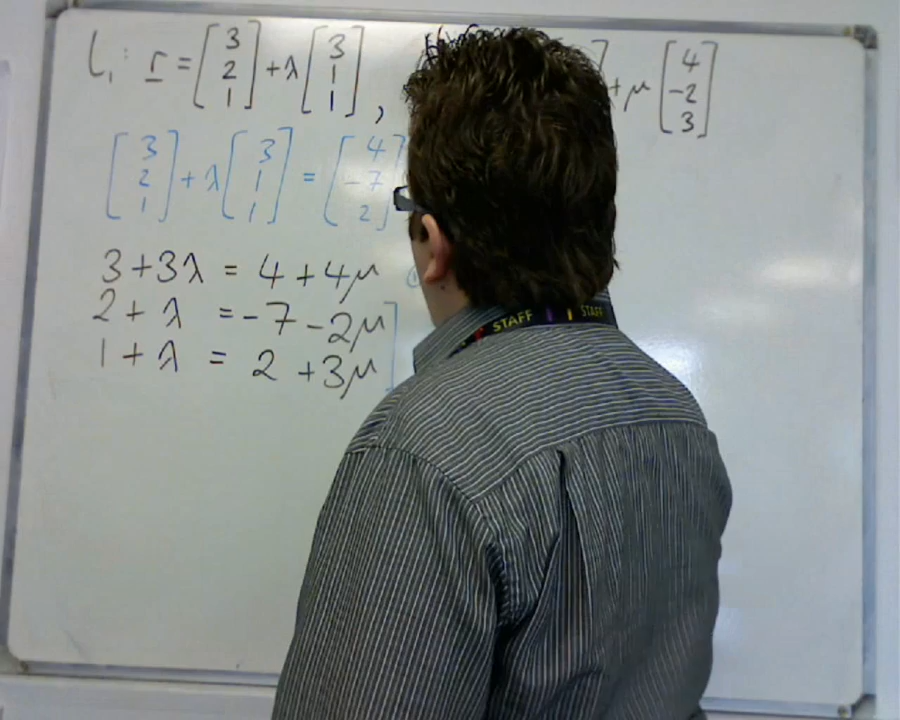 l₁: r = [3 2 1] + λ [3 1 1], + μ [4 -2 3]
[3 2 1] + λ [3 1 1] = [4 -7 2]
3 + 3λ = 4 + 4μ
2 + λ = -7 - 2μ
1 + λ = 2 + 3μ
STAFF STAFF